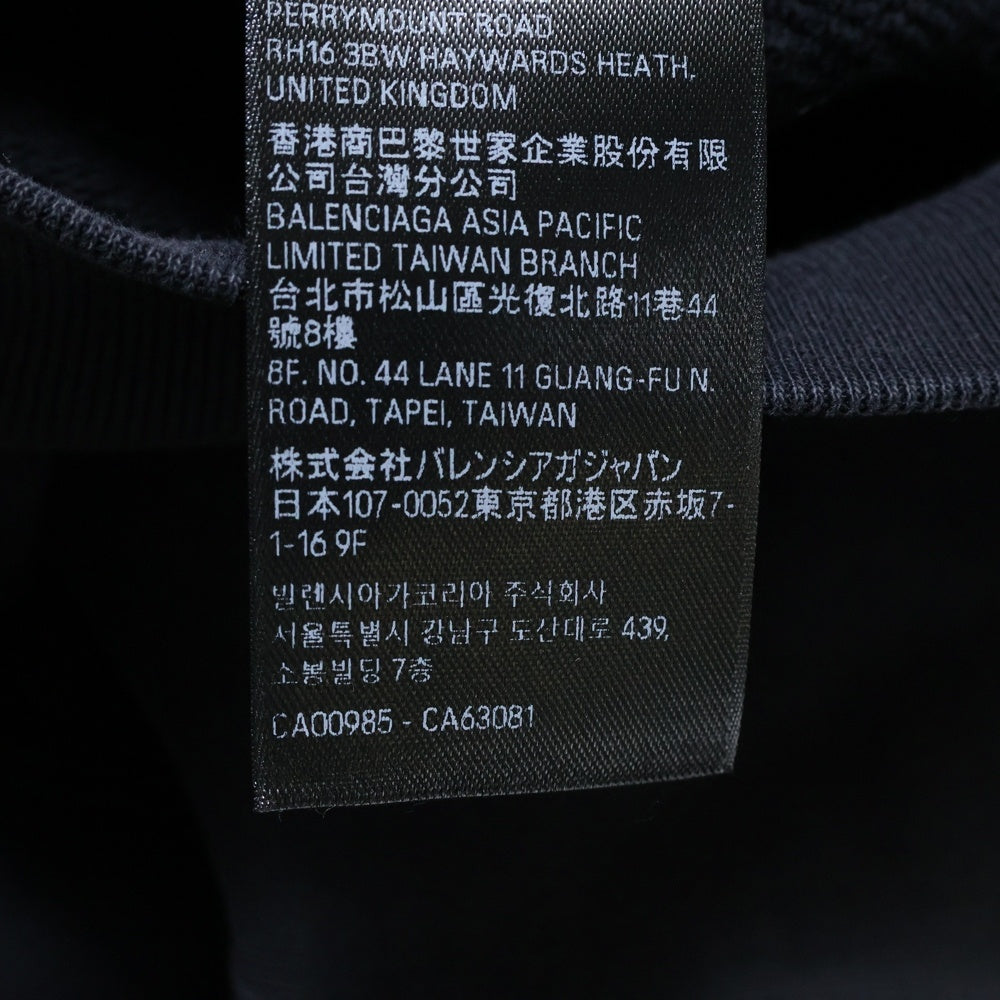 PERRYMOUNT ROAD
RH16 3BW HAYWARDS HEATH,
UNITED KINGDOM
香港商巴黎世家企業股份有限
公司台灣分公司
BALENCIAGA ASIA PACIFIC
LIMITED TAIWAN BRANCH
台北市松山區光復北路11巷44
號8樓
8F. NO. 44 LANE 11 GUANG-FU N.
ROAD, TAPEI, TAIWAN
株式会社バレンシアガジャパン
日本107-0052東京都港区赤坂7-
1-16 9F
발렌시아가코리아 주식회사
서울특별시 강남구 도산대로 439,
소봉빌딩 7층
CA00985 - CA63081